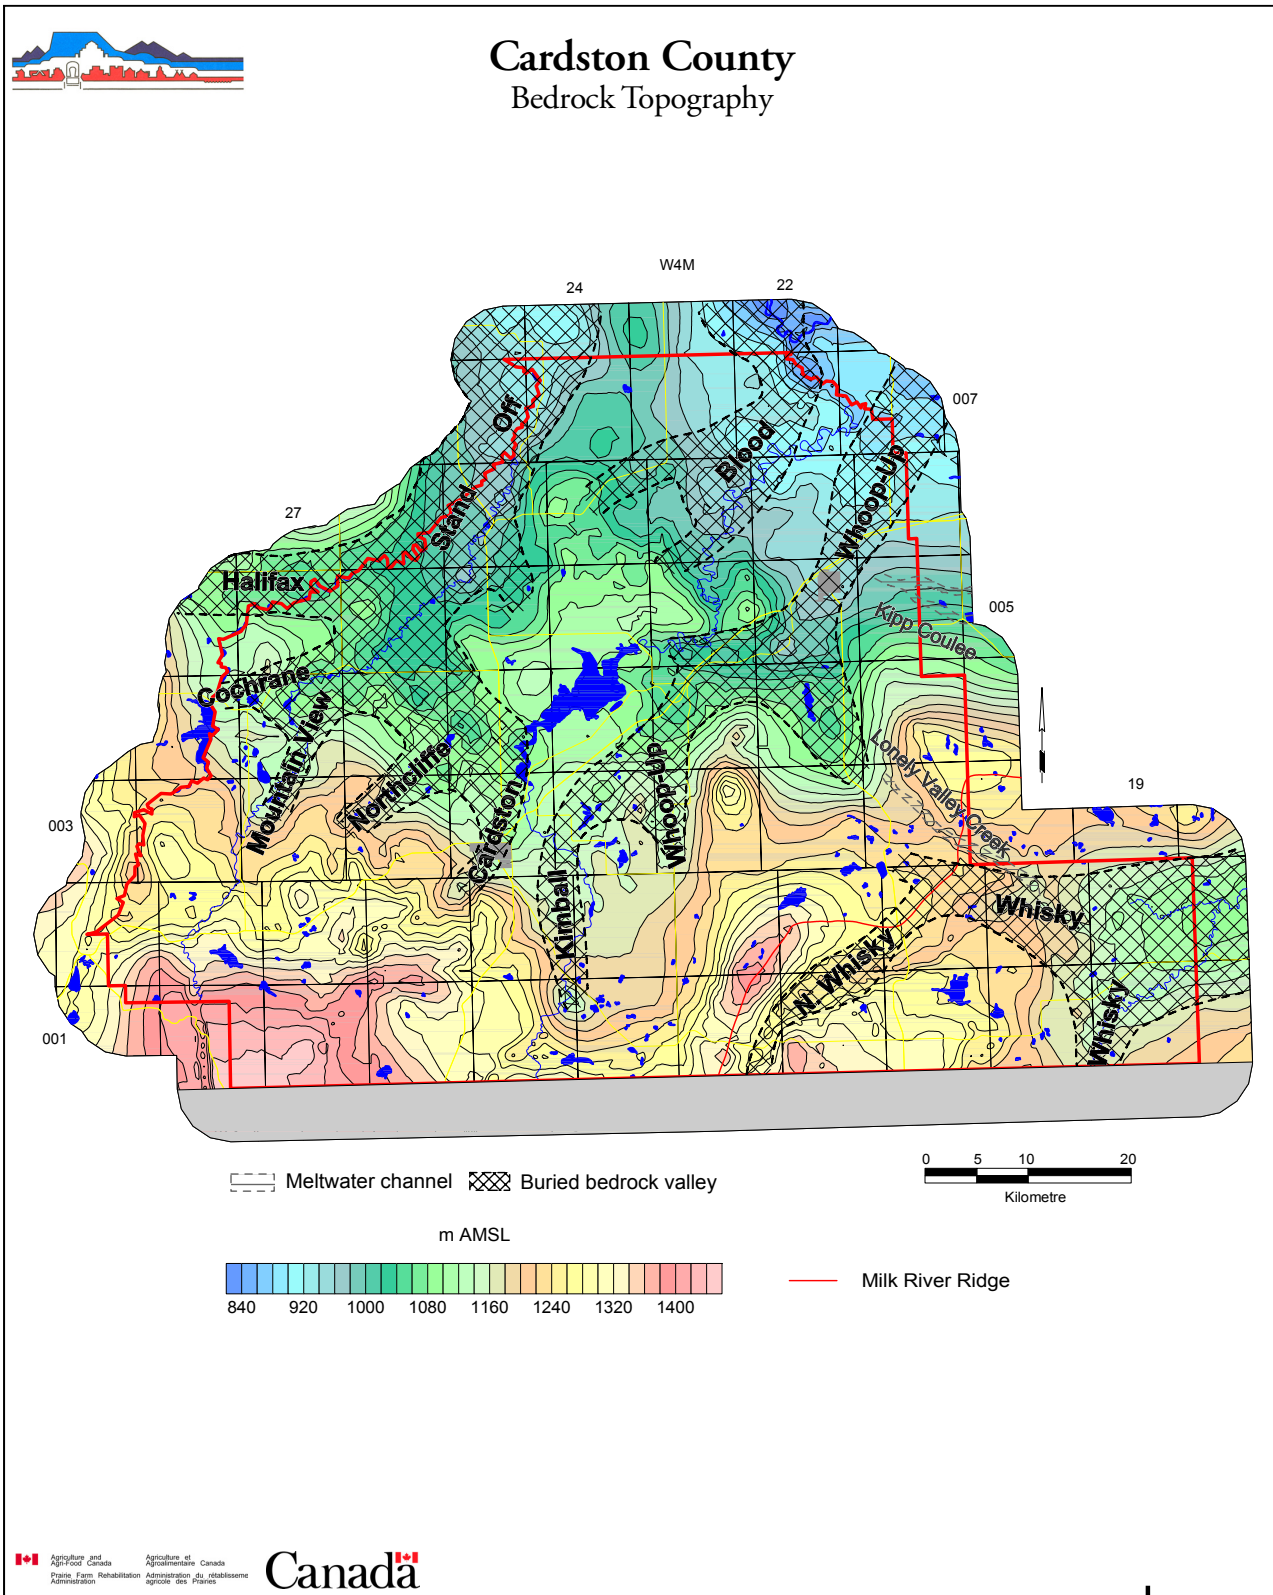 Cardston County
Bedrock Topography
W4M
24
22
007
27
005
19
003
001
Stand Off
Blood
Whoop-Up
Halifax
Kipp Coulee
Cochrane
Mountain View
Northcliffe
Cardston
Whoop-Up
Lonely Valley Creek
Kimball
Whisky
N. Whisky
Whisky
Meltwater channel
Buried bedrock valley
0 5 10 20
Kilometre
m AMSL
840 920 1000 1080 1160 1240 1320 1400
Milk River Ridge
Agriculture and
Agri-Food Canada
Agriculture et
Agroalimentaire Canada
Prairie Farm Rehabilitation
Administration
Administration du rétablisseme
agricole des Prairies
Canada